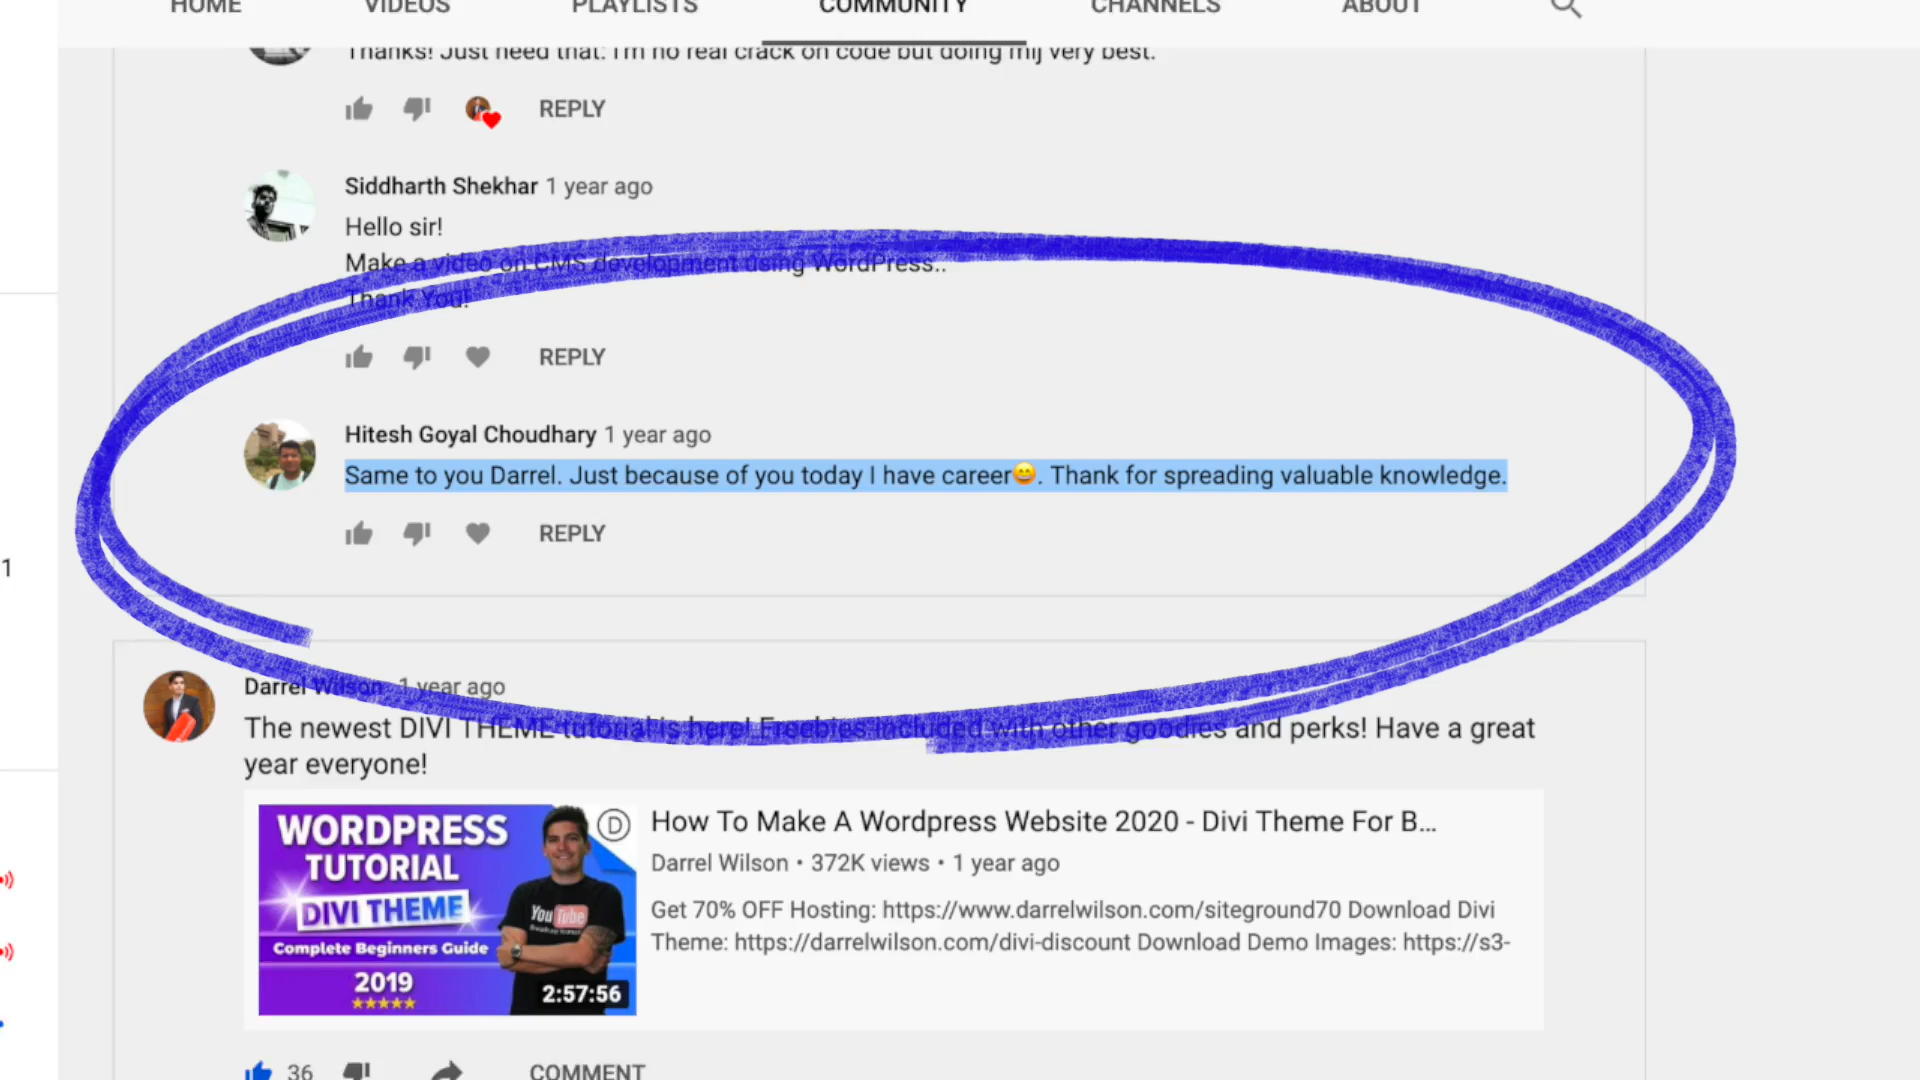 HOME VIDEOS PLAYLISTS COMMUNITY CHANNELS ABOUT
Thanks! Just need that: I'm no real crack on code but doing mij very best.
REPLY
Siddharth Shekhar 1 year ago
Hello sir!
Make a video on CMS development using WordPress..
Thank You!
REPLY
Hitesh Goyal Choudhary 1 year ago
Same to you Darrel. Just because of you today I have career😄. Thank for spreading valuable knowledge.
REPLY
1
Darrel Wilson 1 year ago
The newest DIVI THEME tutorial is here! Freebies included with other goodies and perks! Have a great
year everyone!
WORDPRESS
TUTORIAL
DIVI THEME
Complete Beginners Guide
2019
D
You Tube
2:57:56
How To Make A Wordpress Website 2020 - Divi Theme For B...
Darrel Wilson • 372K views • 1 year ago
Get 70% OFF Hosting: https://www.darrelwilson.com/siteground70 Download Divi
Theme: https://darrelwilson.com/divi-discount Download Demo Images: https://s3-
36 COMMENT